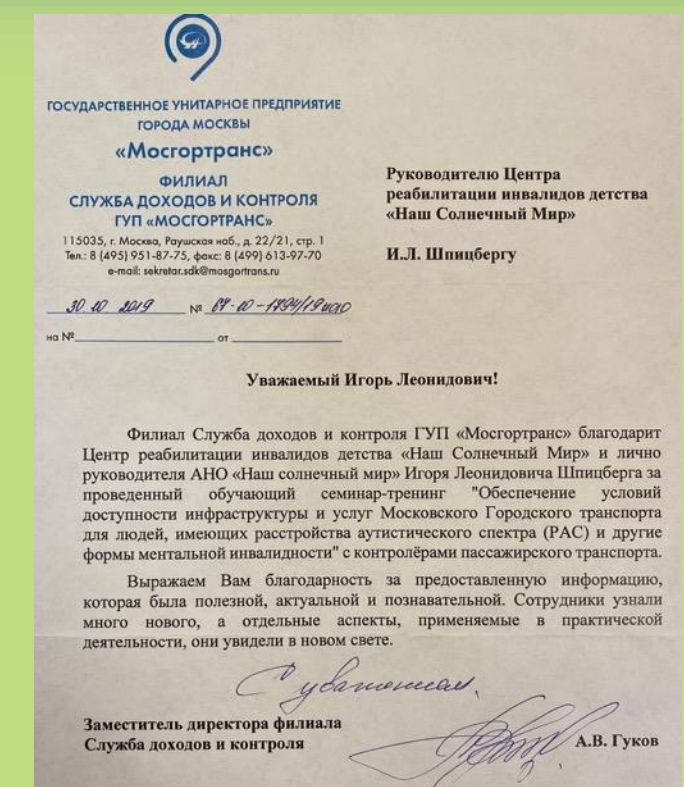 ГОСУДАРСТВЕННОЕ УНИТАРНОЕ ПРЕДПРИЯТИЕ
ГОРОДА МОСКВЫ
«Мосгортранс»
ФИЛИАЛ
СЛУЖБА ДОХОДОВ И КОНТРОЛЯ
ГУП «МОСГОРТРАНС»
115035, г. Москва, Раушская наб., д. 22/21, стр. 1
Тел.: 8 (495) 951-87-75, факс: 8 (499) 613-97-70
e-mail: sekretar.sdk@mosgortrans.ru
30 10 2019 №
на № от
Руководителю Центра
реабилитации инвалидов детства
«Наш Солнечный Мир»
И.Л. Шпицбергу
Уважаемый Игорь Леонидович!
Филиал Служба доходов и контроля ГУП «Мосгортранс» благодарит
Центр реабилитации инвалидов детства «Наш Солнечный Мир» и лично
руководителя АНО «Наш солнечный мир» Игоря Леонидовича Шпицберга за
проведенный обучающий семинар-тренинг "Обеспечение условий
доступности инфраструктуры и услуг Московского Городского транспорта
для людей, имеющих расстройства аутистического спектра (РАС) и другие
формы ментальной инвалидности" с контролёрами пассажирского транспорта.
Выражаем Вам благодарность за предоставленную информацию,
которая была полезной, актуальной и познавательной. Сотрудники узнали
много нового, а отдельные аспекты, применяемые в практической
деятельности, они увидели в новом свете.
С уважением,
Заместитель директора филиала
Служба доходов и контроля А.В. Гуков